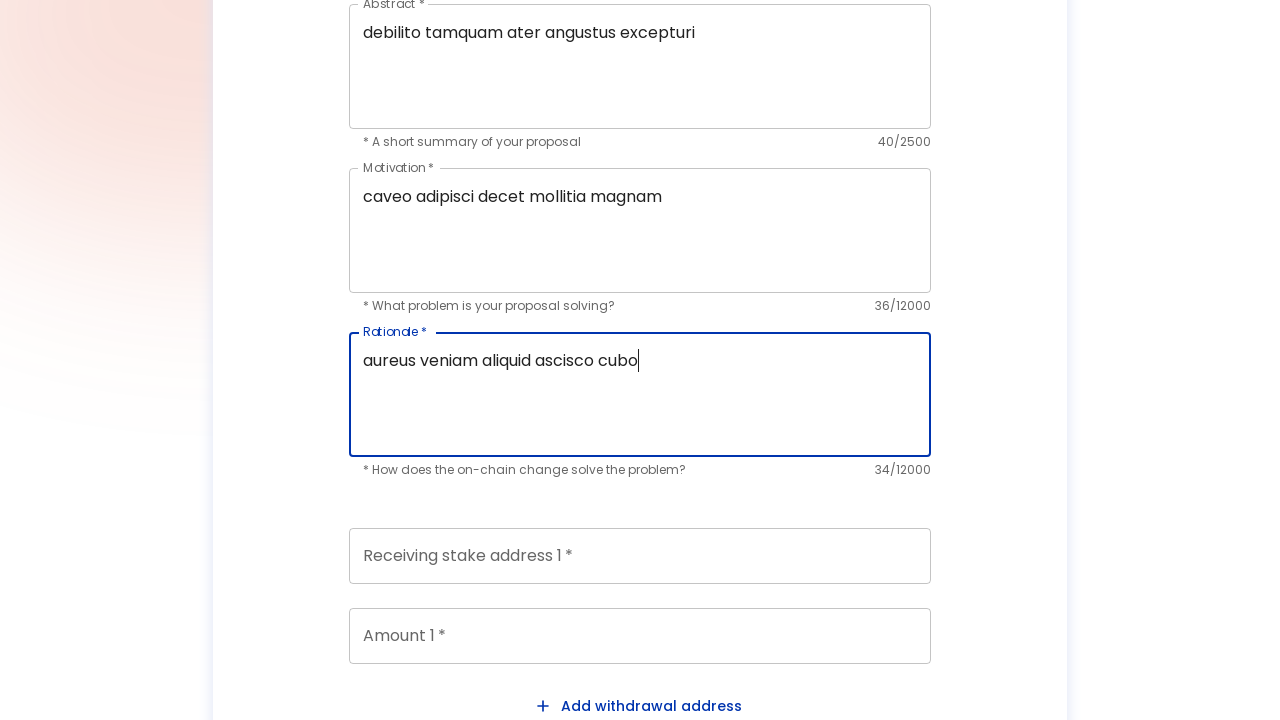 Abstract *
debilito tamquam ater angustus excepturi
* A short summary of your proposal 40/2500
Motivation *
caveo adipisci decet mollitia magnam
* What problem is your proposal solving? 36/12000
Rationale *
aureus veniam aliquid ascisco cubo
* How does the on-chain change solve the problem? 34/12000
Receiving stake address 1 *
Amount 1 *
+ Add withdrawal address